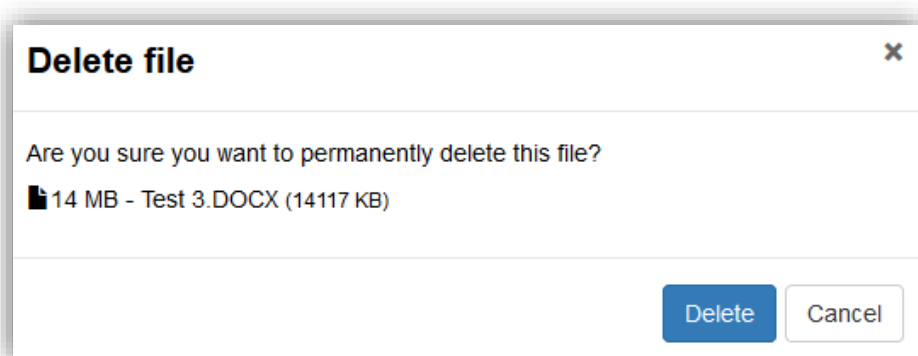 Delete file
Are you sure you want to permanently delete this file?
14 MB - Test 3.DOCX (14117 KB)
Delete Cancel